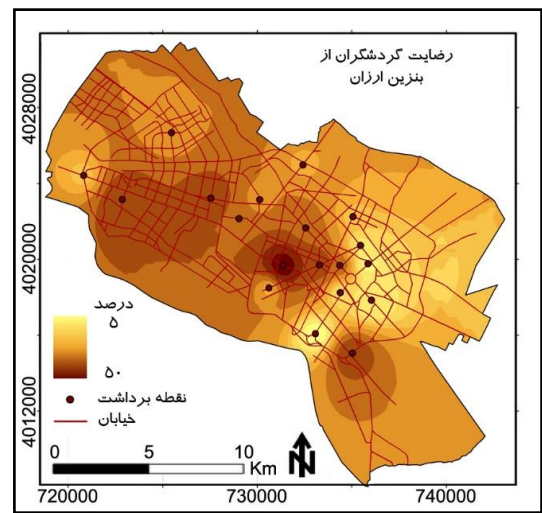 رضایت گردشگران از
بنزین ارزان
4028000
4020000
4012000
درصد
۵
۵۰
نقطه برداشت
خیابان
0 5 10
Km
N
720000 730000 740000